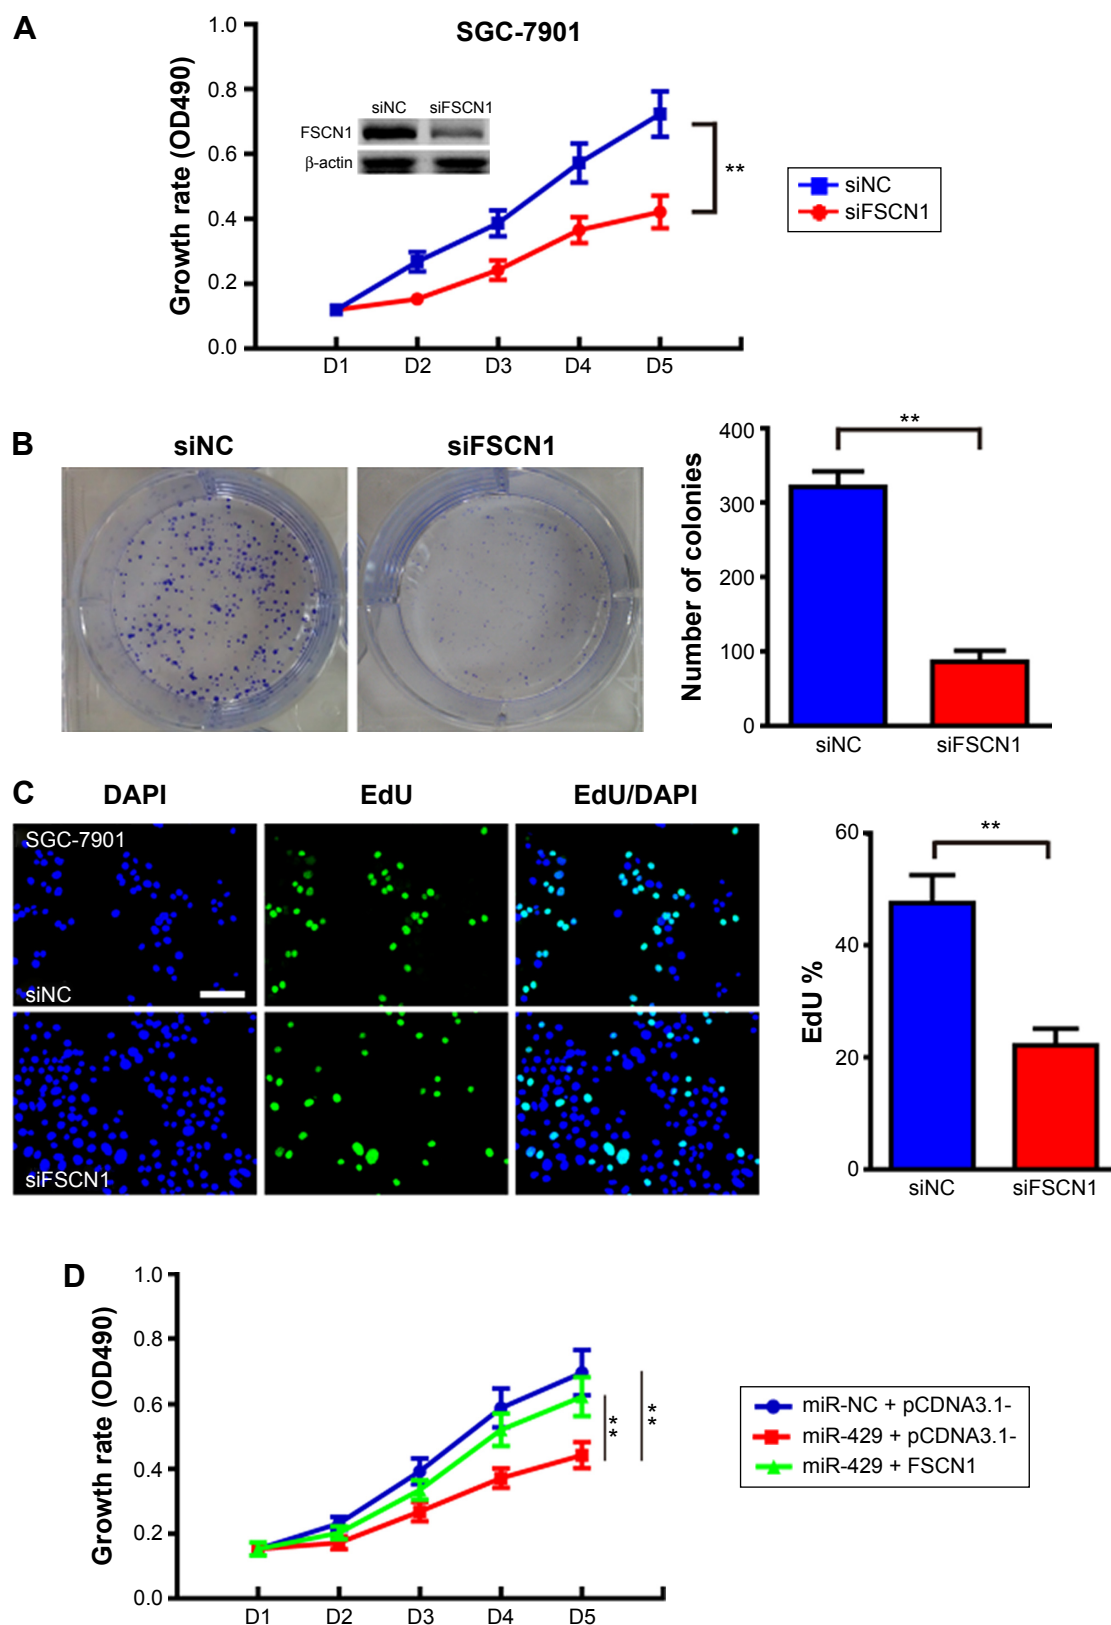 A
SGC-7901
Growth rate (OD490)
1.0
0.8
0.6
0.4
0.2
0.0
siNC siFSCN1
FSCN1
β-actin
**
siNC
siFSCN1
D1 D2 D3 D4 D5
B
siNC siFSCN1
Number of colonies
400
300
200
100
0
**
siNC siFSCN1
C
DAPI EdU EdU/DAPI
SGC-7901
siNC
siFSCN1
EdU %
60
40
20
0
**
siNC siFSCN1
D
Growth rate (OD490)
1.0
0.8
0.6
0.4
0.2
0.0
**
**
miR-NC + pCDNA3.1-
miR-429 + pCDNA3.1-
miR-429 + FSCN1
D1 D2 D3 D4 D5